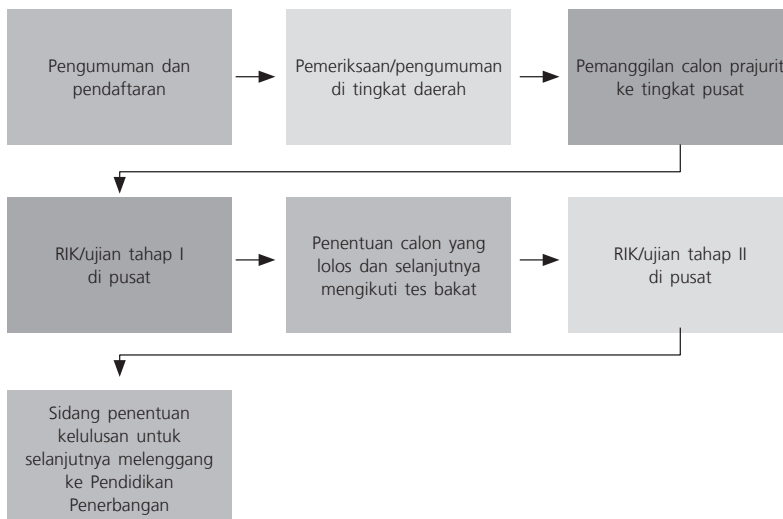 Pengumuman dan
pendaftaran
Pemeriksaan/pengumuman
di tingkat daerah
Pemanggilan calon prajurit
ke tingkat pusat
RIK/ujian tahap I
di pusat
Penentuan calon yang
lolos dan selanjutnya
mengikuti tes bakat
RIK/ujian tahap II
di pusat
Sidang penentuan
kelulusan untuk
selanjutnya melenggang
ke Pendidikan
Penerbangan